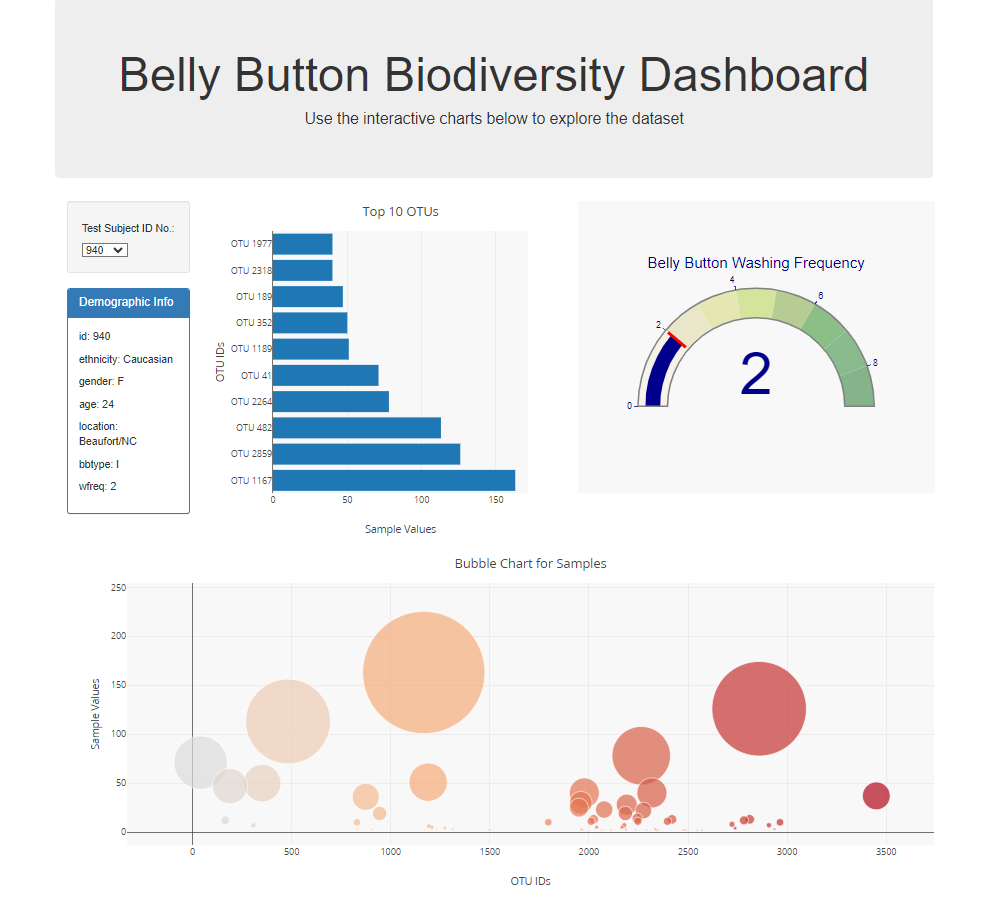 Belly Button Biodiversity Dashboard
Use the interactive charts below to explore the dataset
Test Subject ID No.:
940
Demographic Info
id: 940
ethnicity: Caucasian
gender: F
age: 24
location:
Beaufort/NC
bbtype: I
wfreq: 2
Top 10 OTUs
OTU IDs
OTU 1977
OTU 2318
OTU 189
OTU 352
OTU 1189
OTU 41
OTU 2264
OTU 482
OTU 2859
OTU 1167
0 50 100 150
Sample Values
Belly Button Washing Frequency
0
2
4
6
8
2
Bubble Chart for Samples
Sample Values
250
200
150
100
50
0
0 500 1000 1500 2000 2500 3000 3500
OTU IDs